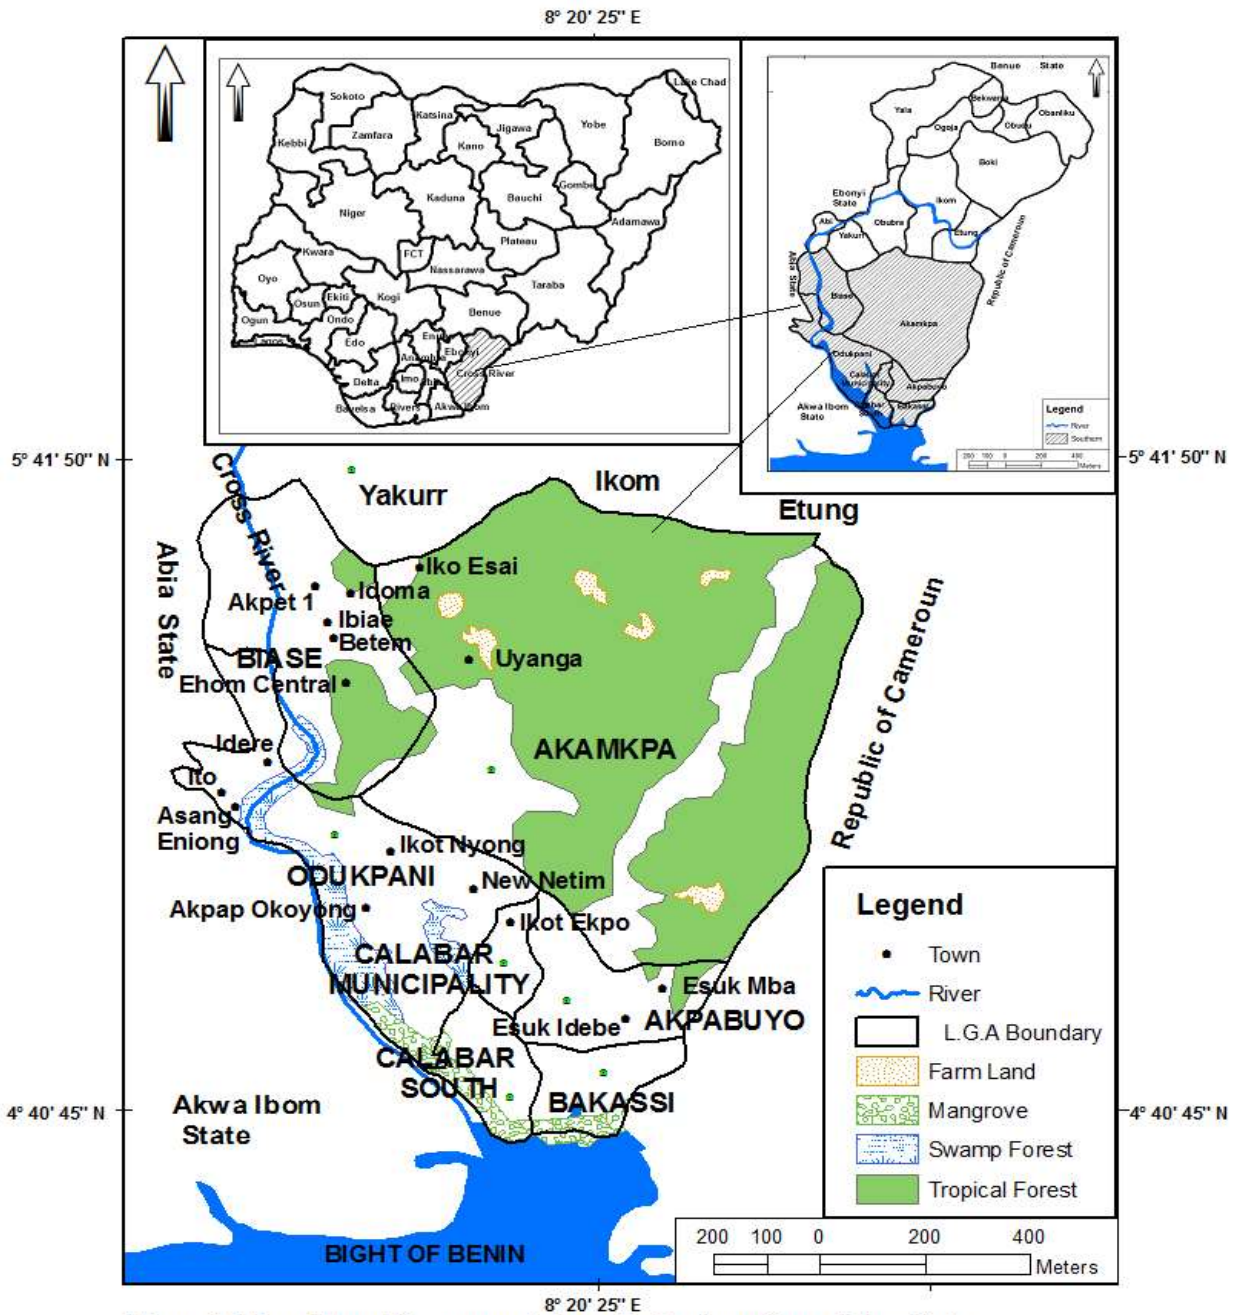 8° 20' 25" E
Lake Chad
Sokoto
Katsina
Jigawa
Yobe
Borno
Kebbi
Zamfara
Kano
Gombe
Kaduna
Bauchi
Niger
Adamawa
Plateau
Kwara
FCT
Nassarawa
Taraba
Oyo
Ekiti
Kogi
Osun
Benue
Ogun
Ondo
Lagos
Edo
Ebonyi
Cross River
Delta
Imo
Bayelsa
Rivers
Akwa Ibom
Benue State
Yala
Bekwarra
Obanliku
Ogoja
Obudu
Boki
Ebonyi
State
Ikom
Abi
Obubra
Yakurr
Etung
Abia State
Republic of Cameroun
Biase
Akamkpa
Odukpani
Calabar
Municipality
Akpabuyo
Akwa Ibom
State
Bakassi
Legend
River
Southern
200 100 0 200 400
Meters
5° 41' 50" N
5° 41' 50" N
Cross River
Yakurr
Ikom
Etung
Abia State
Iko Esai
Idoma
Akpet 1
Ibiae
Betem
BIASE
Uyanga
Ehom Central
Republic of Cameroun
Idere
AKAMKPA
Ito
Asang
Eniong
Ikot Nyong
ODUKPANI
New Netim
Akpap Okoyong
Ikot Ekpo
CALABAR
MUNICIPALITY
Esuk Mba
Esuk Idebe
AKPABUYO
CALABAR
SOUTH
BAKASSI
Akwa Ibom
State
4° 40' 45" N
4° 40' 45" N
BIGHT OF BENIN
Legend
Town
River
L.G.A Boundary
Farm Land
Mangrove
Swamp Forest
Tropical Forest
200 100 0 200 400
Meters
8° 20' 25" E